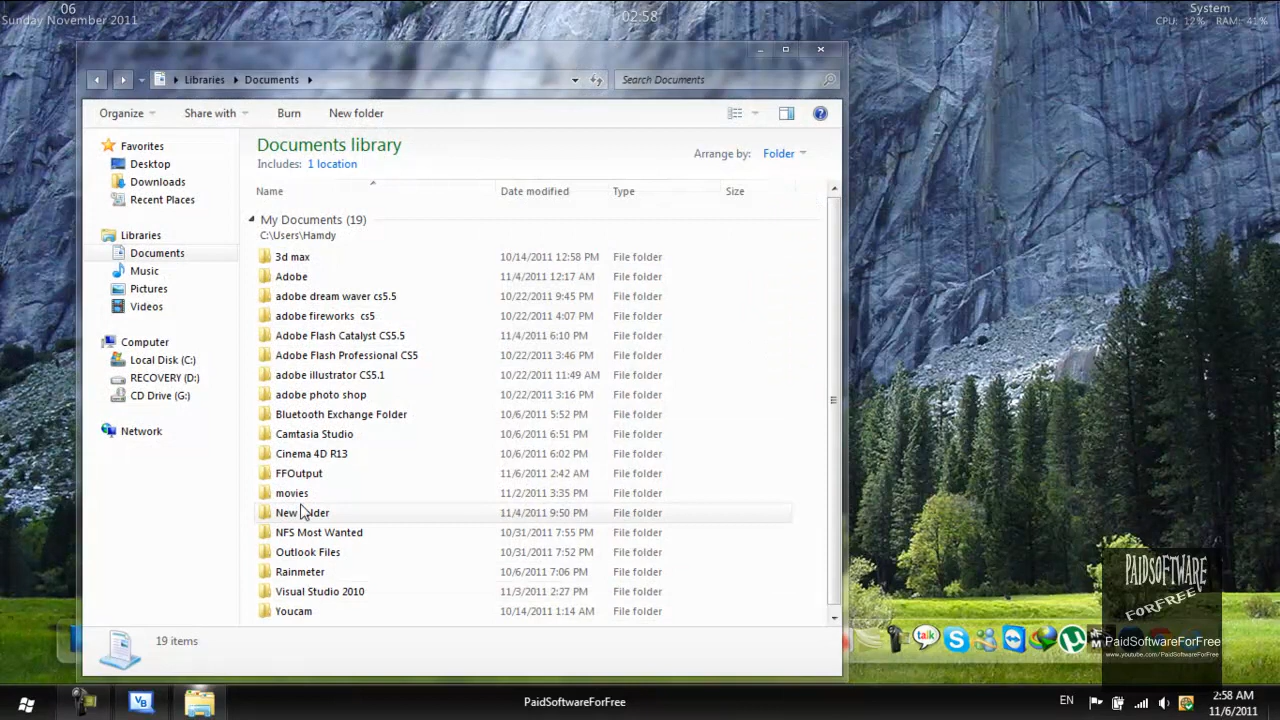 06
Sunday November 2011
02:58
System
CPU: 12% RAM: 41%
Libraries Documents
Search Documents
Organize Share with Burn New folder
Documents library
Includes: 1 location
Arrange by: Folder
Name Date modified Type Size
My Documents (19)
C:\Users\Hamdy
3d max 10/14/2011 12:58 PM File folder
Adobe 11/4/2011 12:17 AM File folder
adobe dream waver cs5.5 10/22/2011 9:45 PM File folder
adobe fireworks cs5 10/22/2011 4:07 PM File folder
Adobe Flash Catalyst CS5.5 11/4/2011 6:10 PM File folder
Adobe Flash Professional CS5 10/22/2011 3:46 PM File folder
adobe illustrator CS5.1 10/22/2011 11:49 AM File folder
adobe photo shop 10/22/2011 3:16 PM File folder
Bluetooth Exchange Folder 10/6/2011 5:52 PM File folder
Camtasia Studio 10/6/2011 6:51 PM File folder
Cinema 4D R13 10/6/2011 6:02 PM File folder
FFOutput 11/6/2011 2:42 AM File folder
movies 11/2/2011 3:35 PM File folder
New lder 11/4/2011 9:50 PM File folder
NFS Most Wanted 10/31/2011 7:55 PM File folder
Outlook Files 10/31/2011 7:52 PM File folder
Rainmeter 10/6/2011 7:06 PM File folder
Visual Studio 2010 11/3/2011 2:27 PM File folder
Youcam 10/14/2011 1:14 AM File folder
Favorites
Desktop
Downloads
Recent Places
Libraries
Documents
Music
Pictures
Videos
Computer
Local Disk (C:)
RECOVERY (D:)
CD Drive (G:)
Network
19 items
talk
PAIDSOFTWARE
FORFREE
PaidSoftwareForFree
www.youtube.com/PaidSoftwareForFree
VB
PaidSoftwareForFree
EN
2:58 AM
11/6/2011